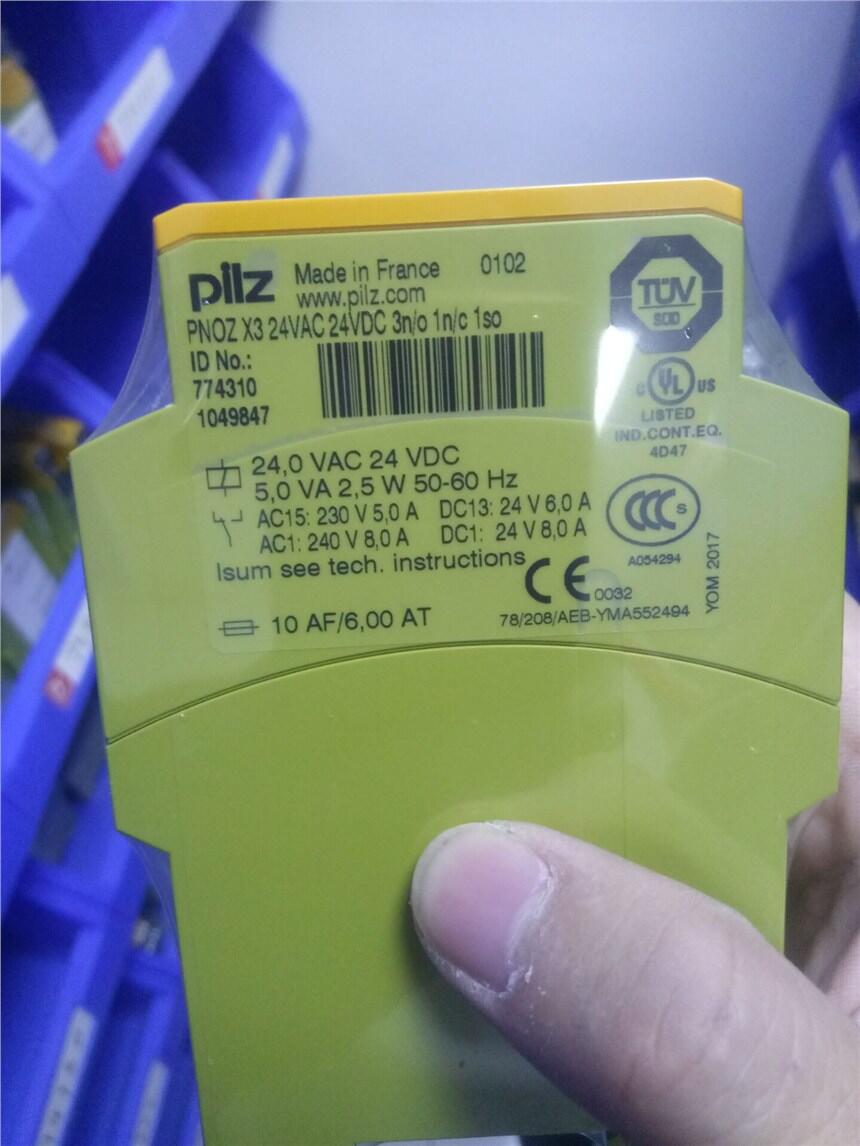 pilz
Made in France 0102
www.pilz.com
PNOZ X3 24VAC 24VDC 3n/o 1n/c 1so
ID No.:
774310
1049847
TÜV
SÜD
C UL US
LISTED
IND.CONT.EQ.
4D47
24,0 VAC 24 VDC
5,0 VA 2,5 W 50-60 Hz
AC15: 230 V 5,0 A DC13: 24 V 6,0 A
AC1: 240 V 8,0 A DC1: 24 V 8,0 A
Isum see tech. instructions
CCC S
A054294
CE 0032
YOM 2017
10 AF/6,00 AT
78/208/AEB-YMA552494